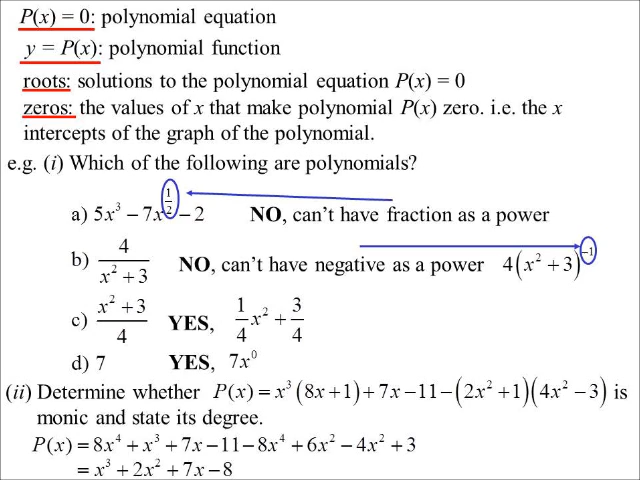 P(x) = 0: polynomial equation
y = P(x): polynomial function
roots: solutions to the polynomial equation P(x) = 0
zeros: the values of x that make polynomial P(x) zero. i.e. the x
intercepts of the graph of the polynomial.
e.g. (i) Which of the following are polynomials?
a) 5x³ − 7x^(1/2) − 2 NO, can't have fraction as a power
b) 4/(x² + 3) NO, can't have negative as a power 4(x² + 3)⁻¹
c) (x² + 3)/4 YES, 1/4 x² + 3/4
d) 7 YES, 7x⁰
(ii) Determine whether P(x) = x³(8x + 1) + 7x − 11 − (2x² + 1)(4x² − 3) is
monic and state its degree.
P(x) = 8x⁴ + x³ + 7x − 11 − 8x⁴ + 6x² − 4x² + 3
= x³ + 2x² + 7x − 8